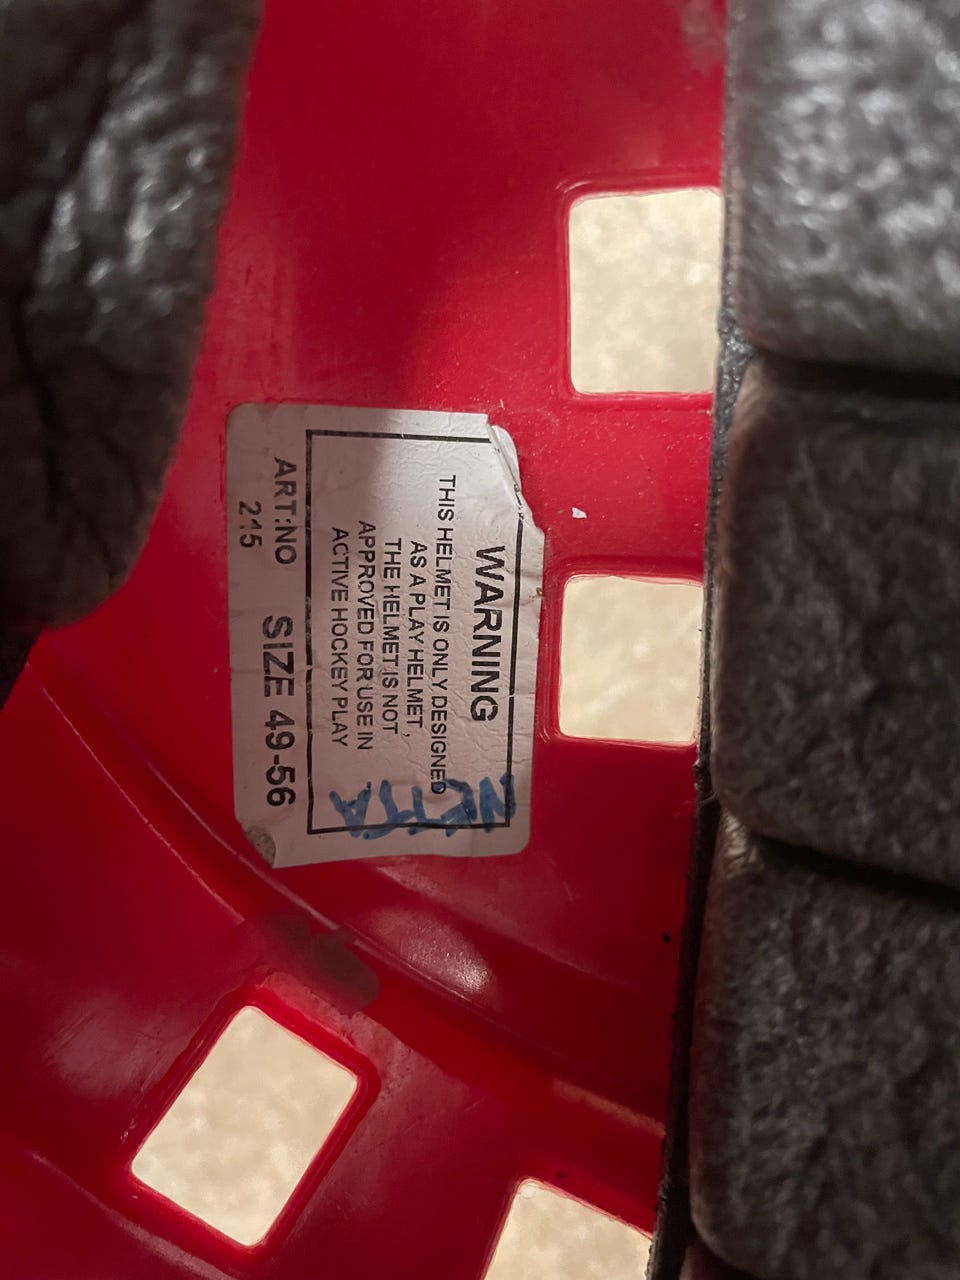 WARNING
THIS HELMET IS ONLY DESIGNED
AS A PLAY HELMET,
THE HELMET IS NOT
APPROVED FOR USE IN
ACTIVE HOCKEY PLAY
ART:NO SIZE 49-56
215